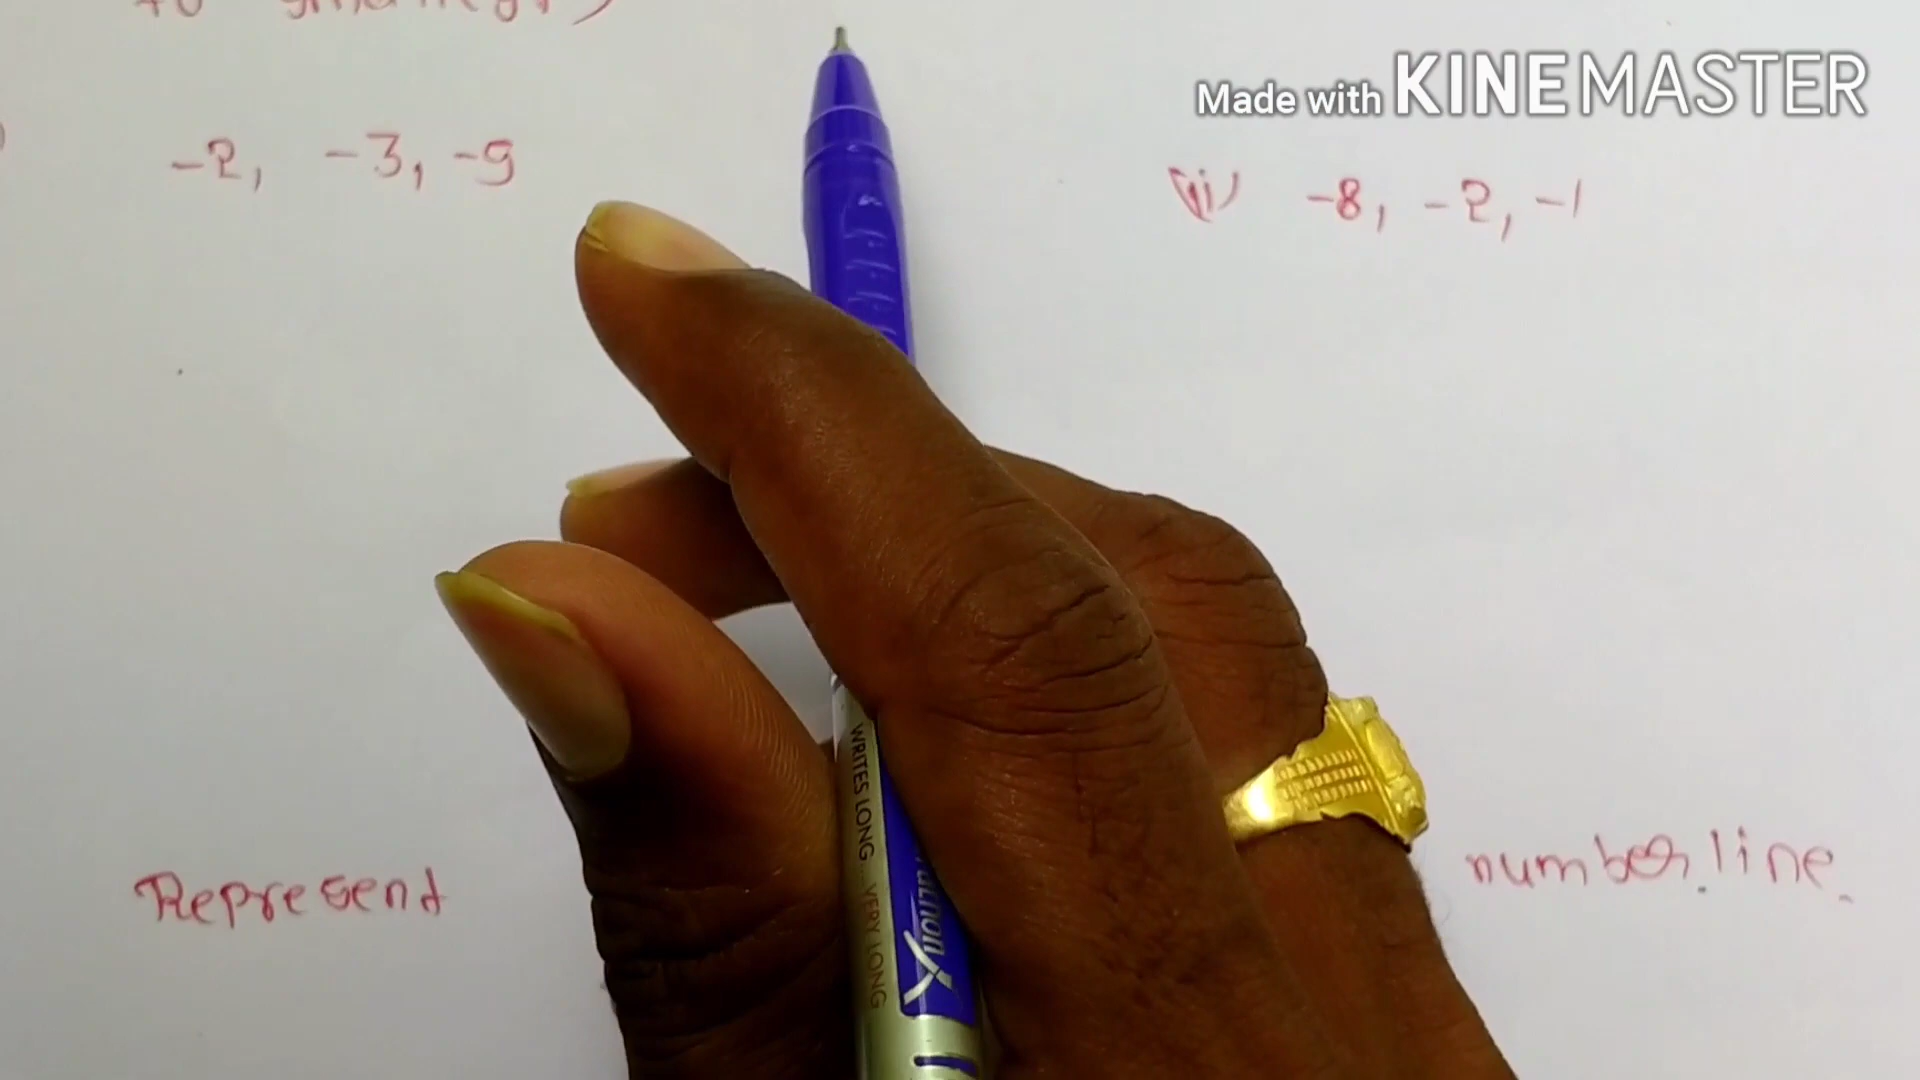 Made with KINEMASTER
-2, -3, -9
(ii) -8, -2, -1
WRITES LONG... VERY LONG
Represent
number line.